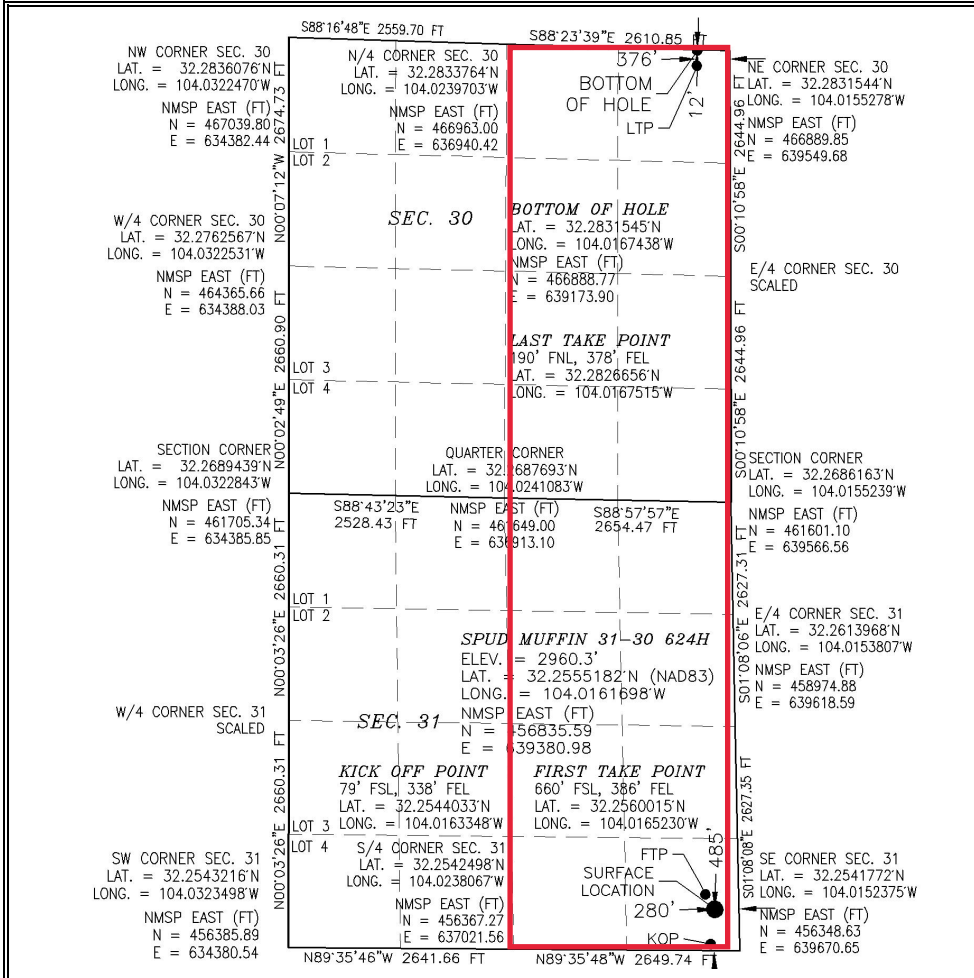 S88°16'48"E 2559.70 FT
S88°23'39"E 2610.85 FT
NW CORNER SEC. 30
LAT. = 32.2836076'N
LONG. = 104.0322470'W
NMSP EAST (FT)
N = 467039.80
E = 634382.44
N00°07'12"W 2674.73 FT
N/4 CORNER SEC. 30
LAT. = 32.2833764'N
LONG. = 104.0239703'W
NMSP EAST (FT)
N = 466963.00
E = 636940.42
376'
BOTTOM
OF HOLE
LTP
12'
NE CORNER SEC. 30
LAT. = 32.2831544'N
LONG. = 104.0155278'W
NMSP EAST (FT)
N = 466889.85
E = 639549.68
S00°10'58"E 2644.96 FT
LOT 1
LOT 2
SEC. 30
BOTTOM OF HOLE
LAT. = 32.2831545'N
LONG. = 104.0167438'W
NMSP EAST (FT)
N = 466888.77
E = 639173.90
W/4 CORNER SEC. 30
LAT. = 32.2762567'N
LONG. = 104.0322531'W
NMSP EAST (FT)
N = 464365.66
E = 634388.03
E/4 CORNER SEC. 30
SCALED
LAST TAKE POINT
190' FNL, 378' FEL
LAT. = 32.2826656'N
LONG. = 104.0167515'W
LOT 3
LOT 4
N00°02'49"E 2660.90 FT
S00°10'58"E 2644.96 FT
SECTION CORNER
LAT. = 32.2689439'N
LONG. = 104.0322843'W
NMSP EAST (FT)
N = 461705.34
E = 634385.85
QUARTER CORNER
LAT. = 32.2687693'N
LONG. = 104.0241083'W
NMSP EAST (FT)
N = 461649.00
E = 636913.10
S88°43'23"E
2528.43 FT
S88°57'57"E
2654.47 FT
SECTION CORNER
LAT. = 32.2686163'N
LONG. = 104.0155239'W
NMSP EAST (FT)
N = 461601.10
E = 639566.56
LOT 1
LOT 2
N00°03'26"E 2660.31 FT
S01°08'06"E 2627.31 FT
E/4 CORNER SEC. 31
LAT. = 32.2613968'N
LONG. = 104.0153807'W
NMSP EAST (FT)
N = 458974.88
E = 639618.59
SPUD MUFFIN 31-30 624H
ELEV. = 2960.3'
LAT. = 32.2555182'N (NAD83)
LONG. = 104.0161698'W
NMSP EAST (FT)
N = 456835.59
E = 639380.98
W/4 CORNER SEC. 31
SCALED
SEC. 31
KICK OFF POINT
79' FSL, 338' FEL
LAT. = 32.2544033'N
LONG. = 104.0163348'W
FIRST TAKE POINT
660' FSL, 386' FEL
LAT. = 32.2560015'N
LONG. = 104.0165230'W
LOT 3
LOT 4
N00°03'26"E 2660.31 FT
S01°08'08"E 2627.35 FT
SW CORNER SEC. 31
LAT. = 32.2543216'N
LONG. = 104.0323498'W
NMSP EAST (FT)
N = 456385.89
E = 634380.54
S/4 CORNER SEC. 31
LAT. = 32.2542498'N
LONG. = 104.0238067'W
NMSP EAST (FT)
N = 456367.27
E = 637021.56
FTP
SURFACE
LOCATION
280'
485'
KOP
SE CORNER SEC. 31
LAT. = 32.2541772'N
LONG. = 104.0152375'W
NMSP EAST (FT)
N = 456348.63
E = 639670.65
N89°35'46"W 2641.66 FT
N89°35'48"W 2649.74 FT